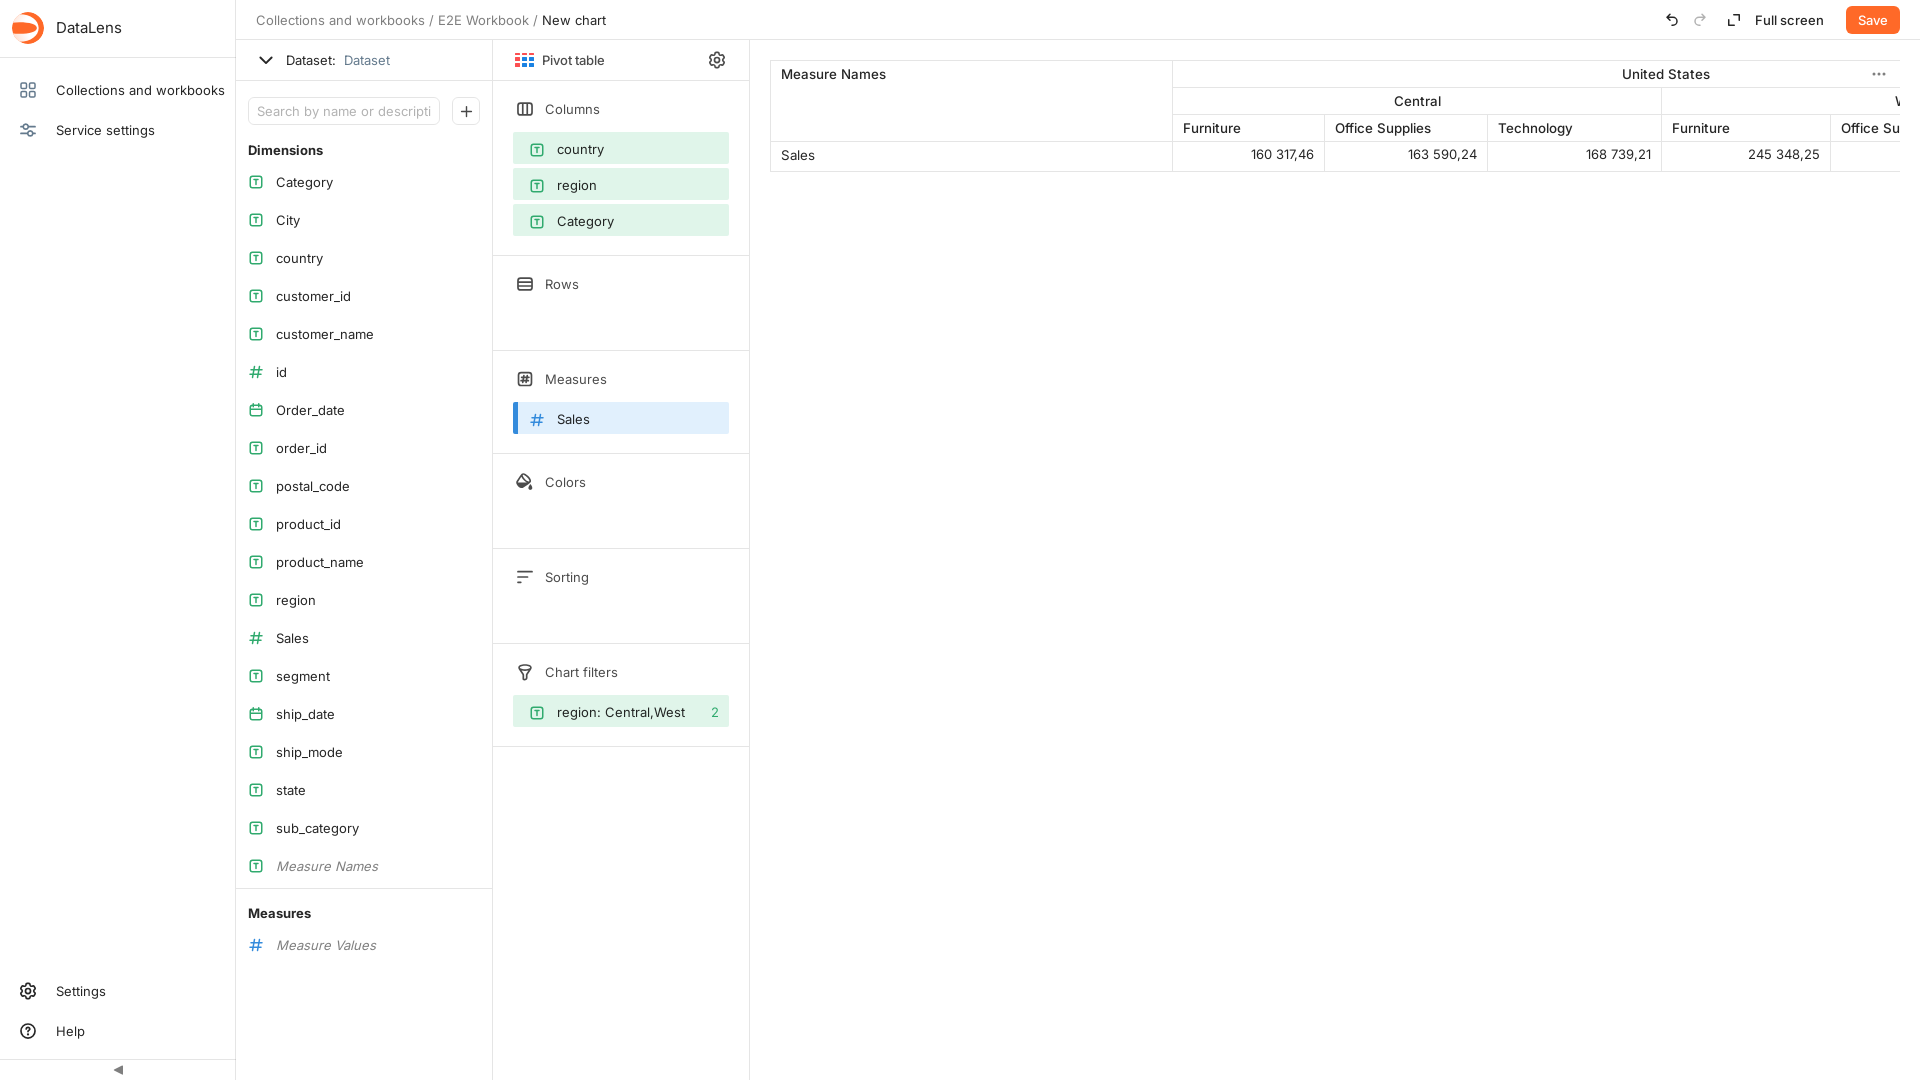 DataLens
Collections and workbooks
Service settings
Settings
Help
Collections and workbooks / E2E Workbook / New chart
Full screen
Save
Dataset: Dataset
Search by name or descripti
Dimensions
Category
City
country
customer_id
customer_name
id
Order_date
order_id
postal_code
product_id
product_name
region
Sales
segment
ship_date
ship_mode
state
sub_category
Measure Names
Measures
Measure Values
Pivot table
Columns
country
region
Category
Rows
Measures
Sales
Colors
Sorting
Chart filters
region: Central,West 2
Measure Names United States
Central
Furniture Office Supplies Technology Furniture Office Su
Sales 160 317,46 163 590,24 168 739,21 245 348,25